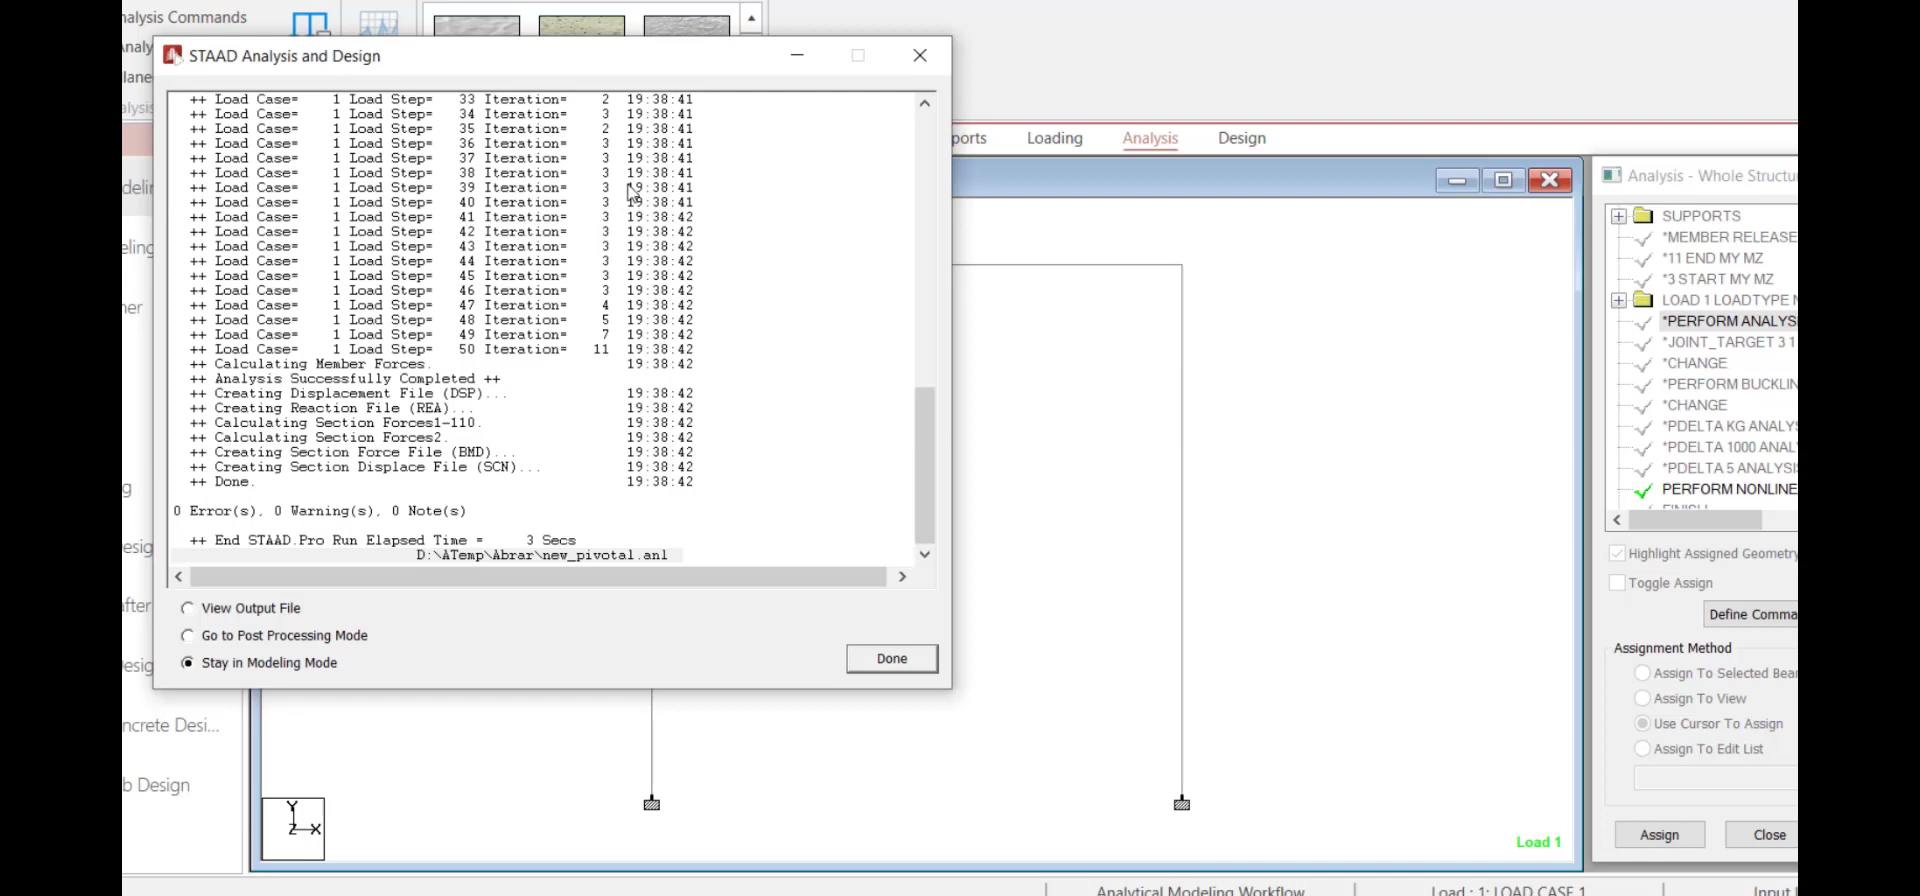 nalysis Commands
Analy
lane
alysis
STAAD Analysis and Design
++ Load Case= 1 Load Step= 33 Iteration= 2 19:38:41
++ Load Case= 1 Load Step= 34 Iteration= 3 19:38:41
++ Load Case= 1 Load Step= 35 Iteration= 2 19:38:41
++ Load Case= 1 Load Step= 36 Iteration= 3 19:38:41
++ Load Case= 1 Load Step= 37 Iteration= 3 19:38:41
++ Load Case= 1 Load Step= 38 Iteration= 3 19:38:41
++ Load Case= 1 Load Step= 39 Iteration= 3 19:38:41
++ Load Case= 1 Load Step= 40 Iteration= 3 19:38:41
++ Load Case= 1 Load Step= 41 Iteration= 3 19:38:42
++ Load Case= 1 Load Step= 42 Iteration= 3 19:38:42
++ Load Case= 1 Load Step= 43 Iteration= 3 19:38:42
++ Load Case= 1 Load Step= 44 Iteration= 3 19:38:42
++ Load Case= 1 Load Step= 45 Iteration= 3 19:38:42
++ Load Case= 1 Load Step= 46 Iteration= 3 19:38:42
++ Load Case= 1 Load Step= 47 Iteration= 4 19:38:42
++ Load Case= 1 Load Step= 48 Iteration= 5 19:38:42
++ Load Case= 1 Load Step= 49 Iteration= 7 19:38:42
++ Load Case= 1 Load Step= 50 Iteration= 11 19:38:42
++ Calculating Member Forces. 19:38:42
++ Analysis Successfully Completed ++
++ Creating Displacement File (DSP)... 19:38:42
++ Creating Reaction File (REA)... 19:38:42
++ Calculating Section Forces1-110. 19:38:42
++ Calculating Section Forces2. 19:38:42
++ Creating Section Force File (BMD)... 19:38:42
++ Creating Section Displace File (SCN)... 19:38:42
++ Done. 19:38:42
0 Error(s), 0 Warning(s), 0 Note(s)
++ End STAAD.Pro Run Elapsed Time = 3 Secs
D:\ATemp\Abrar\new_pivotal.anl
View Output File
Go to Post Processing Mode
Stay in Modeling Mode
Done
ports
Loading
Analysis
Design
deling
eling
ner
g
esig
after
Desig
ncrete Desi...
b Design
Y
Z X
Load 1
Analysis - Whole Structu
SUPPORTS
*MEMBER RELEASE
*11 END MY MZ
*3 START MY MZ
LOAD 1 LOADTYPE N
*PERFORM ANALYS
*JOINT_TARGET 3 1
*CHANGE
*PERFORM BUCKLIN
*CHANGE
*PDELTA KG ANALY
*PDELTA 1000 ANAL
*PDELTA 5 ANALYSI
PERFORM NONLINE
Highlight Assigned Geometry
Toggle Assign
Define Comma
Assignment Method
Assign To Selected Bea
Assign To View
Use Cursor To Assign
Assign To Edit List
Assign
Close
Analytical Modeling Workflow
Load : 1: LOAD CASE 1
Input